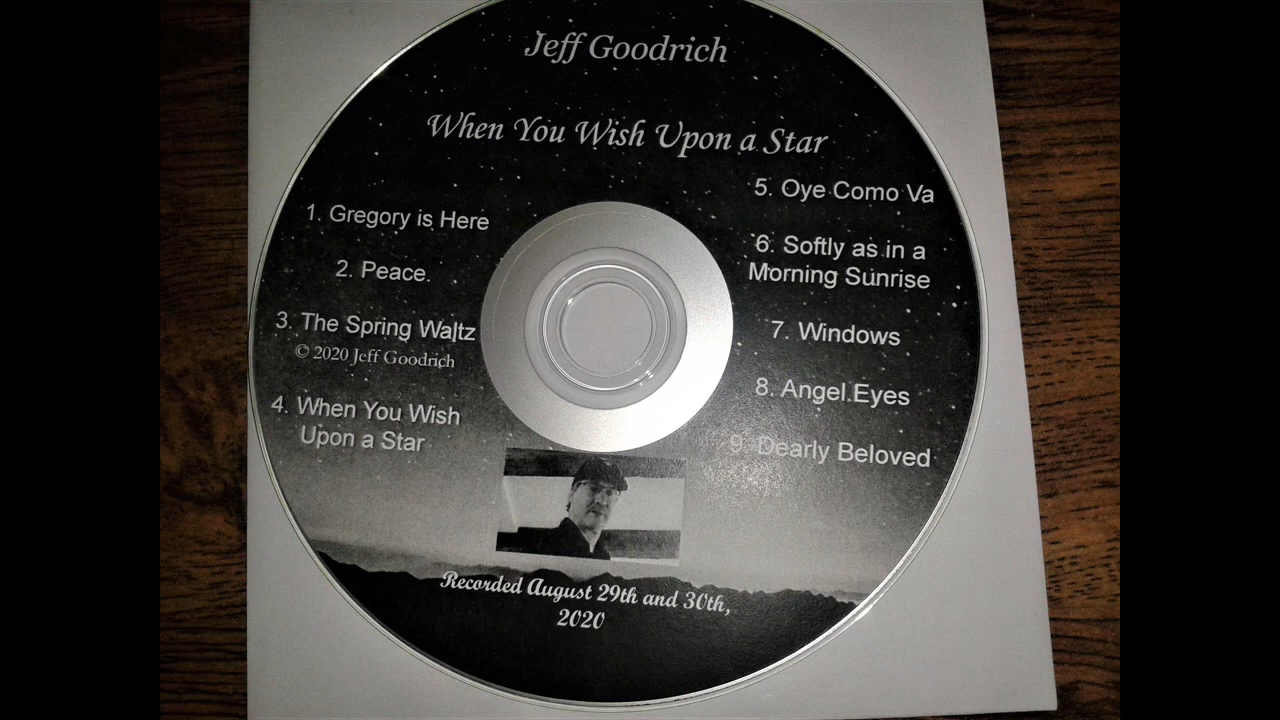 Jeff Goodrich
When You Wish Upon a Star
1. Gregory is Here
2. Peace
3. The Spring Waltz
© 2020 Jeff Goodrich
4. When You Wish
Upon a Star
5. Oye Como Va
6. Softly as in a
Morning Sunrise
7. Windows
8. Angel Eyes
9. Dearly Beloved
Recorded August 29th and 30th,
2020